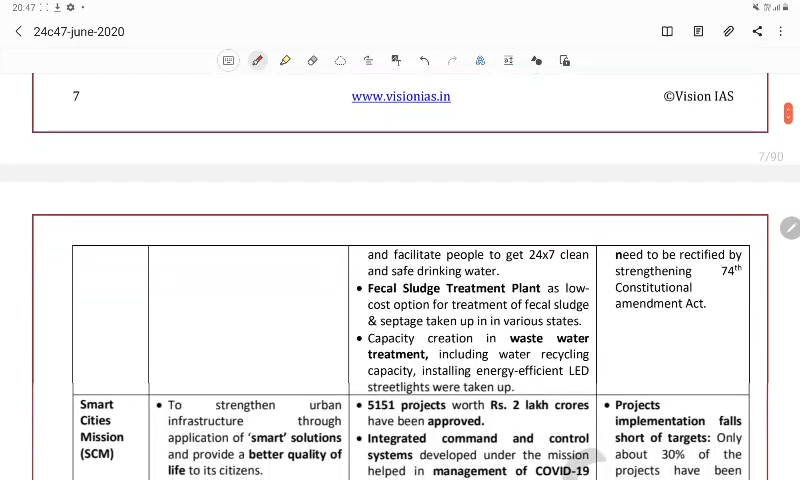 20:47
24c47-june-2020
7 www.visionias.in ©Vision IAS
7/90
and facilitate people to get 24x7 clean
and safe drinking water.
• Fecal Sludge Treatment Plant as low-
cost option for treatment of fecal sludge
& septage taken up in in various states.
• Capacity creation in waste water
treatment, including water recycling
capacity, installing energy-efficient LED
streetlights were taken up.
need to be rectified by
strengthening 74th
Constitutional
amendment Act.
Smart
Cities
Mission
(SCM)
• To strengthen urban
infrastructure through
application of ‘smart’ solutions
and provide a better quality of
life to its citizens.
• 5151 projects worth Rs. 2 lakh crores
have been approved.
• Integrated command and control
systems developed under the mission
helped in management of COVID-19
• Projects
implementation falls
short of targets: Only
about 30% of the
projects have been